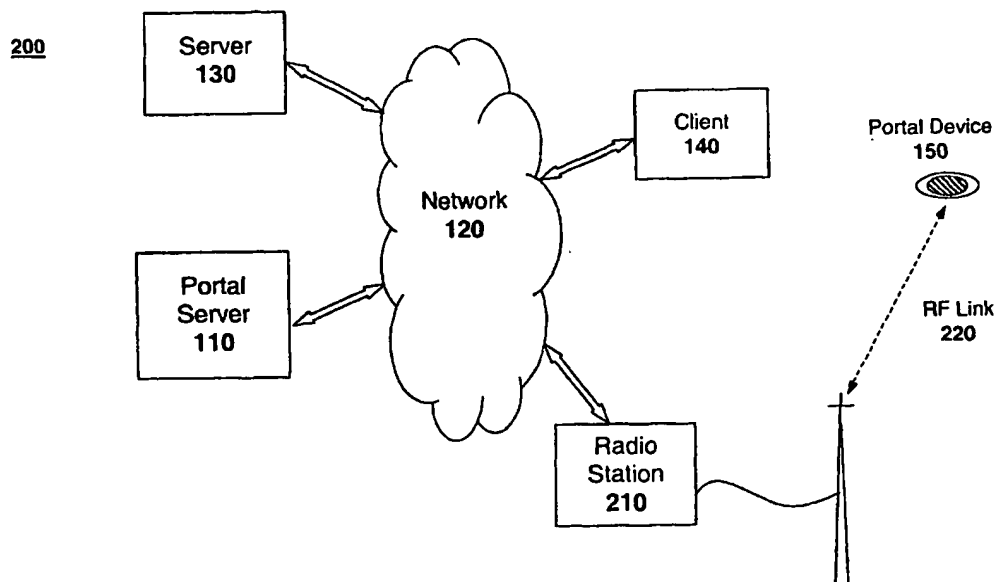 200
Server
130
Client
140
Portal Device
150
Network
120
Portal
Server
110
RF Link
220
Radio
Station
210